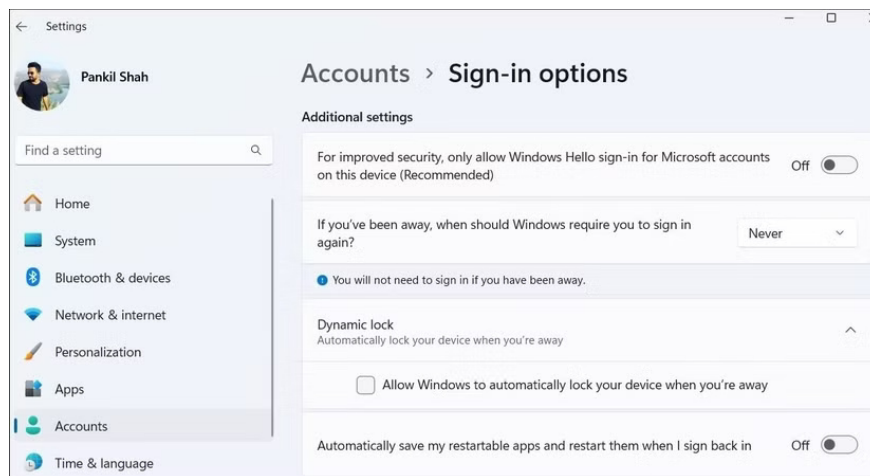 Settings
Pankil Shah
Find a setting
Home
System
Bluetooth & devices
Network & internet
Personalization
Apps
Accounts
Time & language
Accounts > Sign-in options
Additional settings
For improved security, only allow Windows Hello sign-in for Microsoft accounts
on this device (Recommended)
Off
If you've been away, when should Windows require you to sign in
again?
Never
You will not need to sign in if you have been away.
Dynamic lock
Automatically lock your device when you're away
Allow Windows to automatically lock your device when you're away
Automatically save my restartable apps and restart them when I sign back in
Off